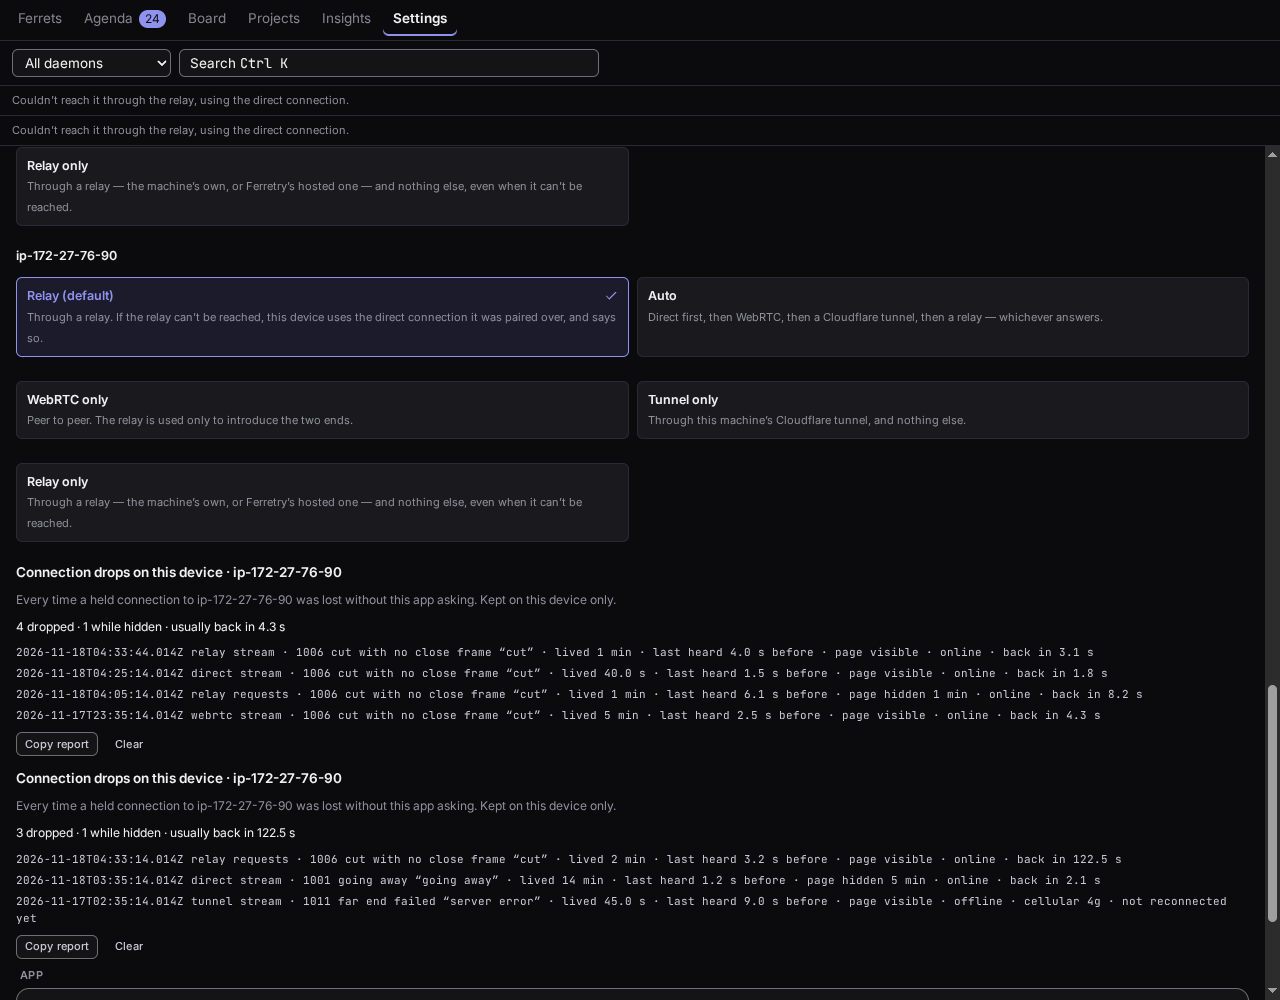 Ferrets Agenda 24 Board Projects Insights Settings
All daemons Search Ctrl K
Couldn't reach it through the relay, using the direct connection.
Couldn't reach it through the relay, using the direct connection.
Relay only
Through a relay — the machine's own, or Ferretry's hosted one — and nothing else, even when it can't be
reached.
ip-172-27-76-90
Relay (default)
Through a relay. If the relay can't be reached, this device uses the direct connection it was paired over, and says
so.
Auto
Direct first, then WebRTC, then a Cloudflare tunnel, then a relay — whichever answers.
WebRTC only
Peer to peer. The relay is used only to introduce the two ends.
Tunnel only
Through this machine's Cloudflare tunnel, and nothing else.
Relay only
Through a relay — the machine's own, or Ferretry's hosted one — and nothing else, even when it can't be
reached.
Connection drops on this device · ip-172-27-76-90
Every time a held connection to ip-172-27-76-90 was lost without this app asking. Kept on this device only.
4 dropped · 1 while hidden · usually back in 4.3 s
2026-11-18T04:33:44.014Z relay stream · 1006 cut with no close frame “cut” · lived 1 min · last heard 4.0 s before · page visible · online · back in 3.1 s
2026-11-18T04:25:14.014Z direct stream · 1006 cut with no close frame “cut” · lived 40.0 s · last heard 1.5 s before · page visible · online · back in 1.8 s
2026-11-18T04:05:14.014Z relay requests · 1006 cut with no close frame “cut” · lived 1 min · last heard 6.1 s before · page hidden 1 min · online · back in 8.2 s
2026-11-17T23:35:14.014Z webrtc stream · 1006 cut with no close frame “cut” · lived 5 min · last heard 2.5 s before · page visible · online · back in 4.3 s
Copy report Clear
Connection drops on this device · ip-172-27-76-90
Every time a held connection to ip-172-27-76-90 was lost without this app asking. Kept on this device only.
3 dropped · 1 while hidden · usually back in 122.5 s
2026-11-18T04:33:14.014Z relay requests · 1006 cut with no close frame “cut” · lived 2 min · last heard 3.2 s before · page visible · online · back in 122.5 s
2026-11-18T03:35:14.014Z direct stream · 1001 going away “going away” · lived 14 min · last heard 1.2 s before · page hidden 5 min · online · back in 2.1 s
2026-11-17T02:35:14.014Z tunnel stream · 1011 far end failed “server error” · lived 45.0 s · last heard 9.0 s before · page visible · offline · cellular 4g · not reconnected
yet
Copy report Clear
APP